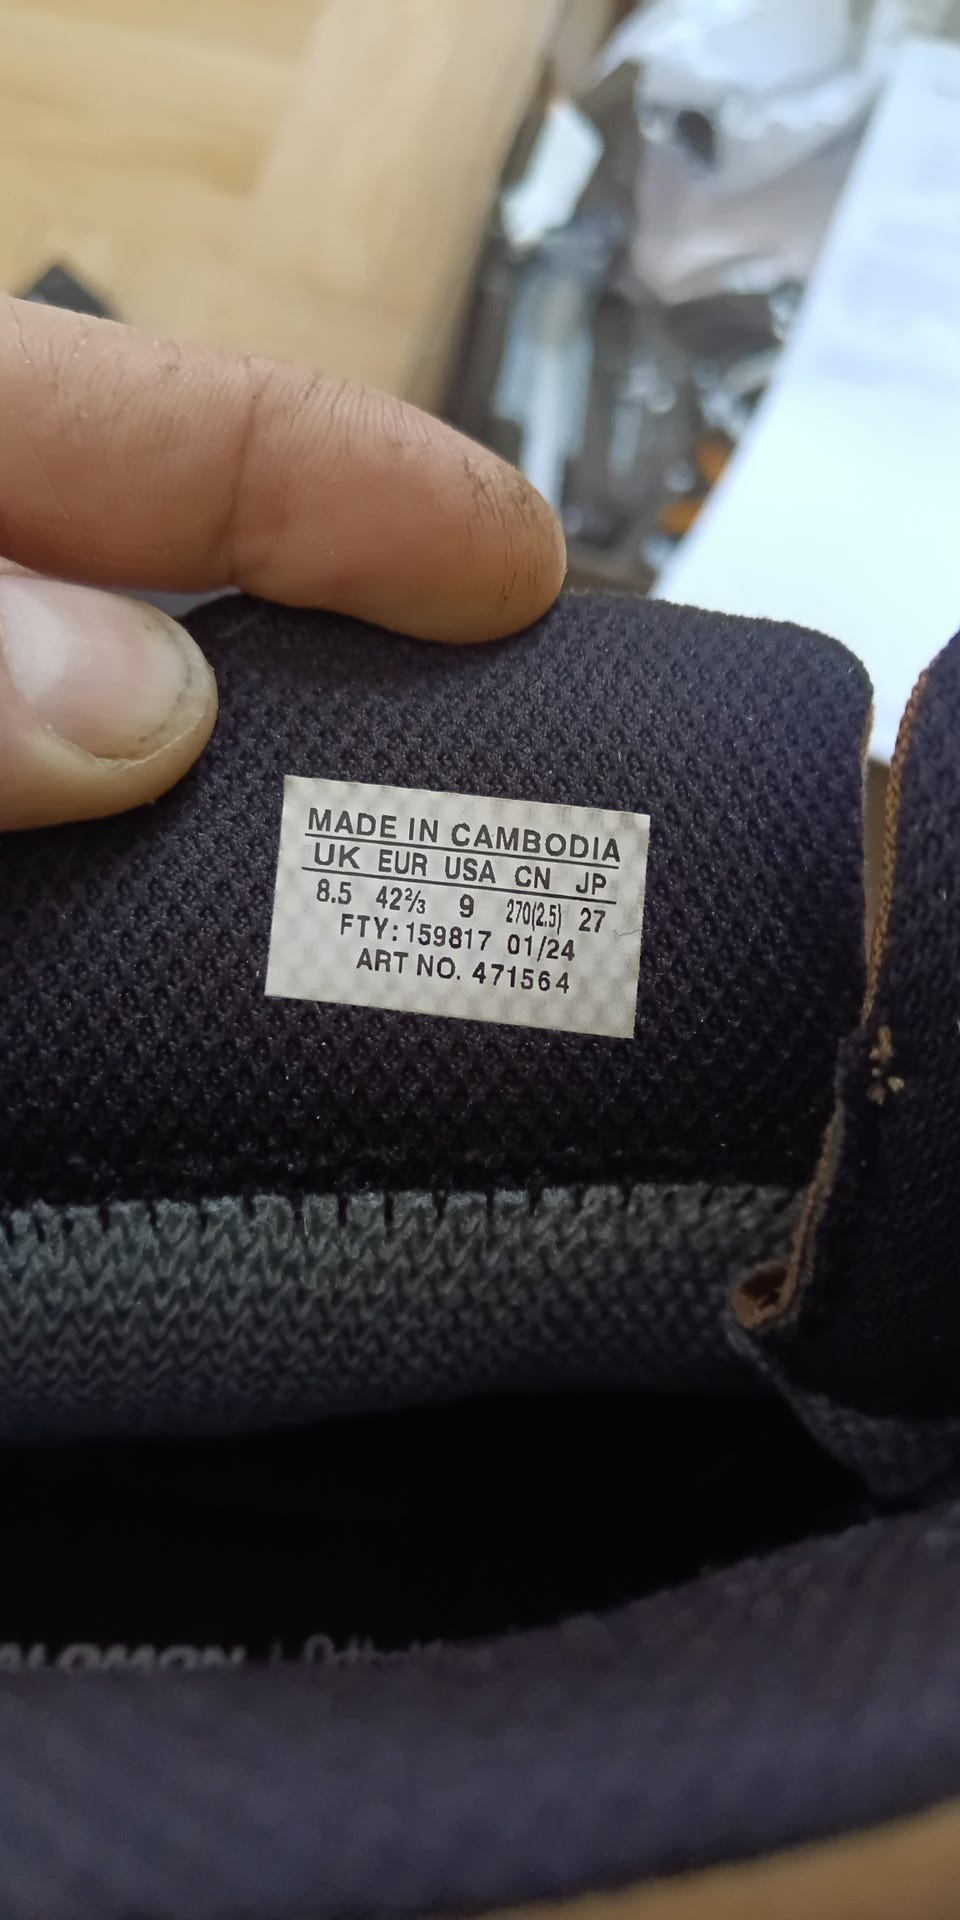 MADE IN CAMBODIA
UK EUR USA CN JP
8.5 42⅔ 9 270(2.5) 27
FTY:159817 01/24
ART NO. 471564
ALOMON